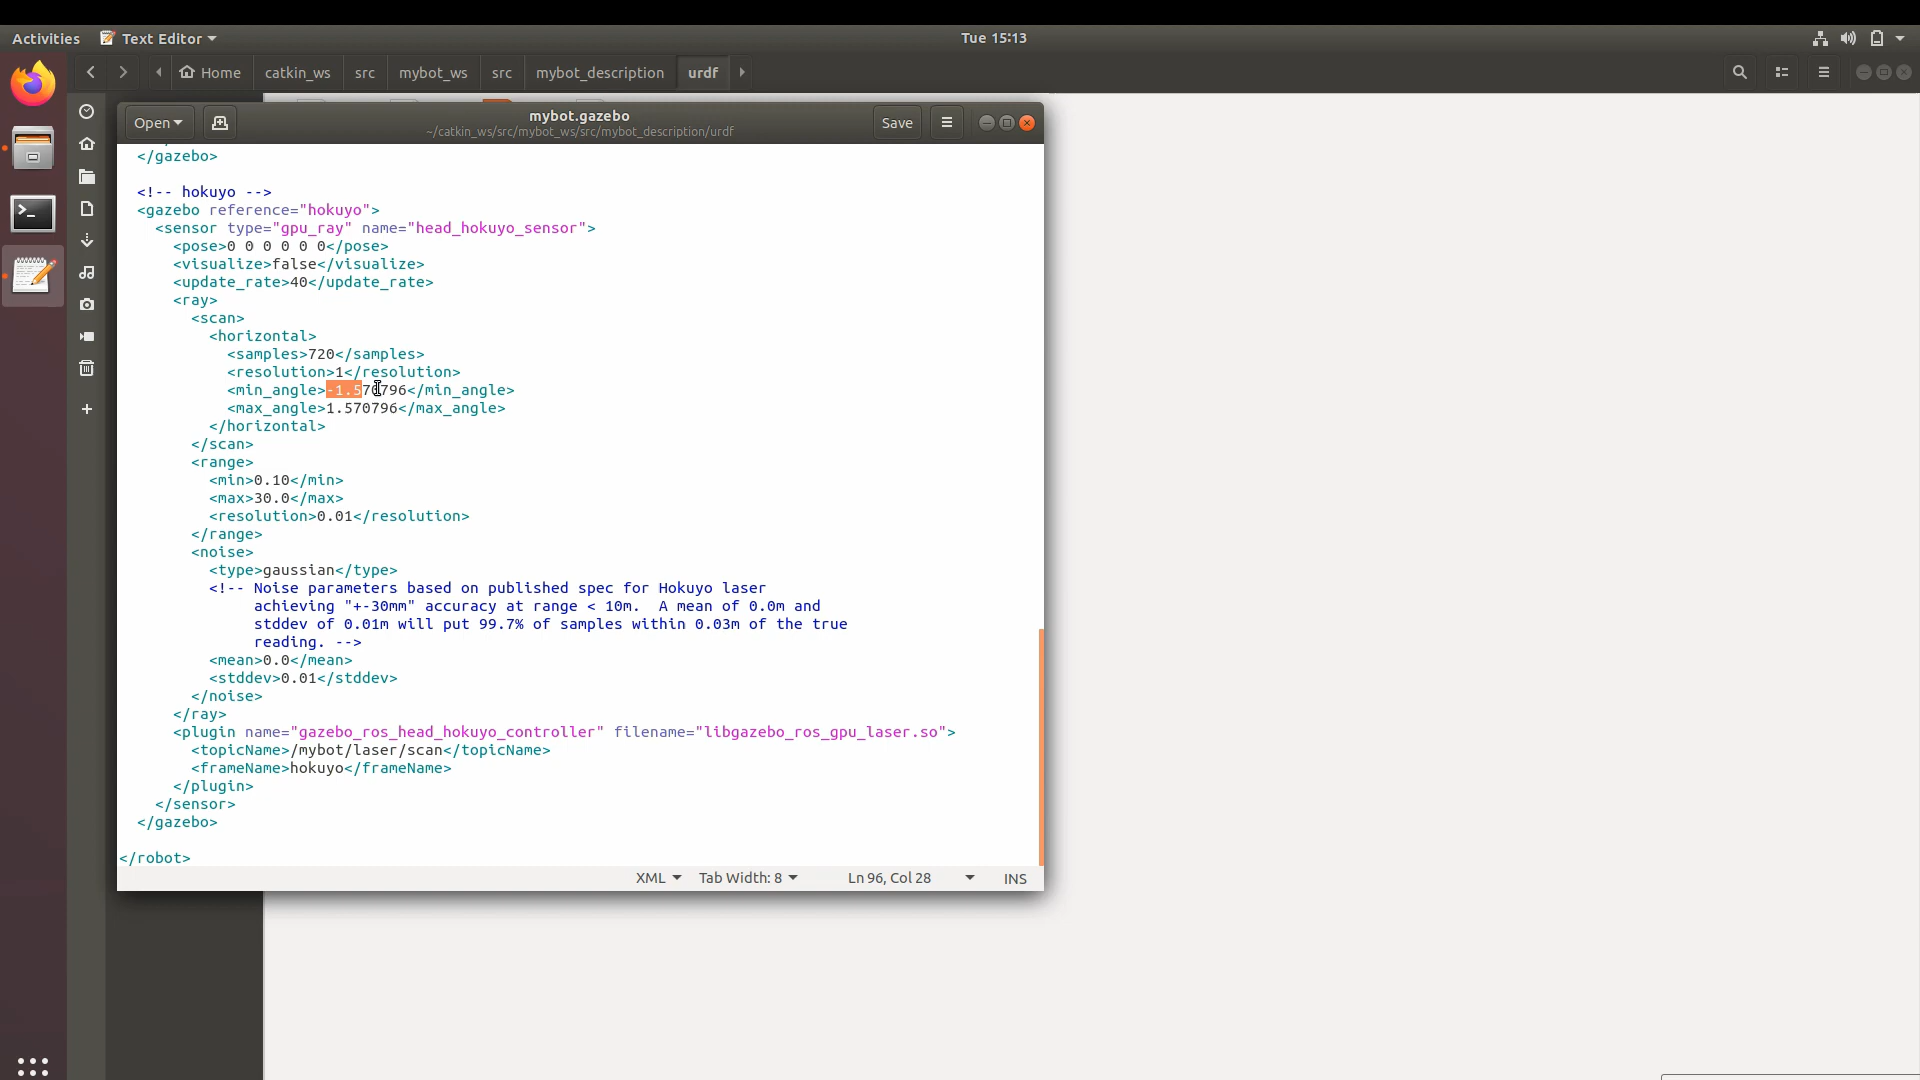 Activities
Text Editor
Tue 15:13
Home
catkin_ws
src
mybot_ws
src
mybot_description
urdf
Open
mybot.gazebo
~/catkin_ws/src/mybot_ws/src/mybot_description/urdf
Save
</gazebo>
<!-- hokuyo -->
<gazebo reference="hokuyo">
<sensor type="gpu_ray" name="head_hokuyo_sensor">
<pose>0 0 0 0 0 0</pose>
<visualize>false</visualize>
<update_rate>40</update_rate>
<ray>
<scan>
<horizontal>
<samples>720</samples>
<resolution>1</resolution>
<min_angle>-1.570796</min_angle>
<max_angle>1.570796</max_angle>
</horizontal>
</scan>
<range>
<min>0.10</min>
<max>30.0</max>
<resolution>0.01</resolution>
</range>
<noise>
<type>gaussian</type>
<!-- Noise parameters based on published spec for Hokuyo laser
achieving "+-30mm" accuracy at range < 10m.  A mean of 0.0m and
stddev of 0.01m will put 99.7% of samples within 0.03m of the true
reading. -->
<mean>0.0</mean>
<stddev>0.01</stddev>
</noise>
</ray>
<plugin name="gazebo_ros_head_hokuyo_controller" filename="libgazebo_ros_gpu_laser.so">
<topicName>/mybot/laser/scan</topicName>
<frameName>hokuyo</frameName>
</plugin>
</sensor>
</gazebo>
</robot>
XML
Tab Width: 8
Ln 96, Col 28
INS